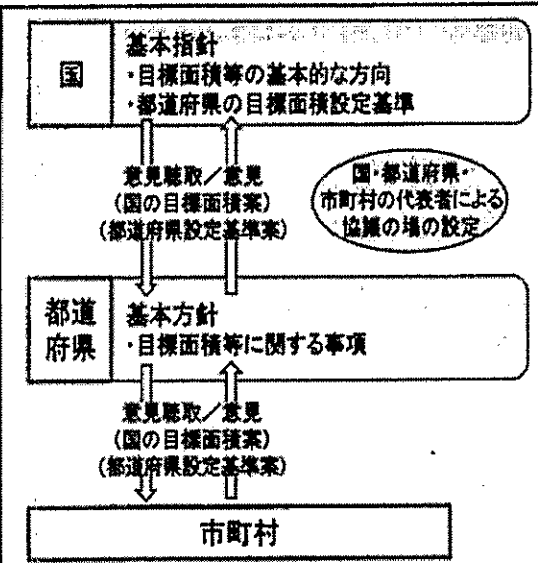 国
基本指針
・目標面積等の基本的な方向
・都道府県の目標面積設定基準
意見聴取／意見
(国の目標面積案)
(都道府県設定基準案)
国・都道府県・
市町村の代表者による
協議の場の設定
都道
府県
基本方針
・目標面積等に関する事項
意見聴取／意見
(国の目標面積案)
(都道府県設定基準案)
市町村